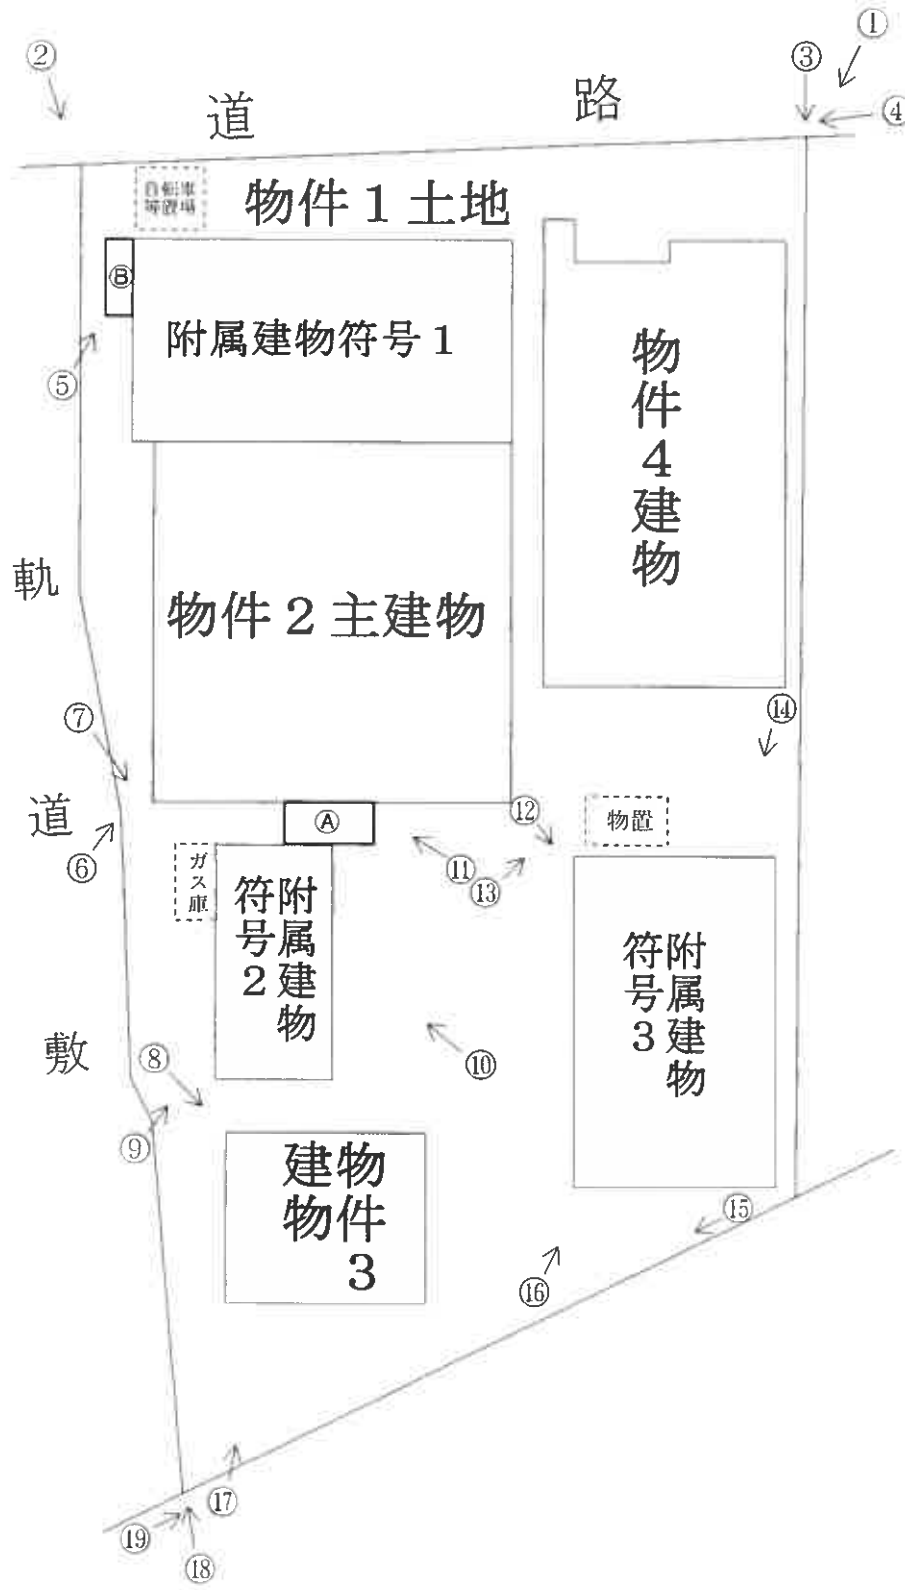 ①
②
③
④
道路
自転車
物件1土地
Ⓑ
附属建物符号1
⑤
物件4建物
軌道敷
物件2主建物
⑦
⑭
⑥
Ⓐ
⑫
物置
⑪
⑬
ガス庫
附属建物
符号2
附属建物
符号3
⑧
⑩
⑨
建物
物件
3
⑮
⑯
⑰
⑲
⑱